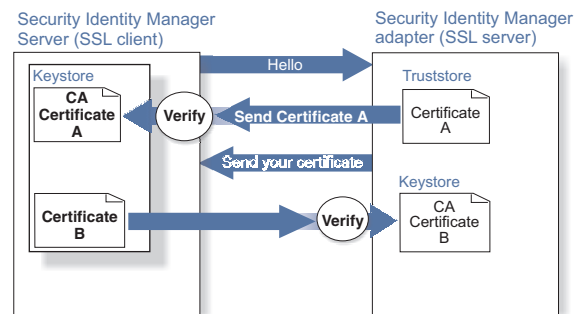 Security Identity Manager
Server (SSL client)
Security Identity Manager
adapter (SSL server)
Hello
Keystore
CA
Certificate
A
Verify
Send Certificate A
Truststore
Certificate
A
Send your certificate
Keystore
Certificate
B
Verify
CA
Certificate
B